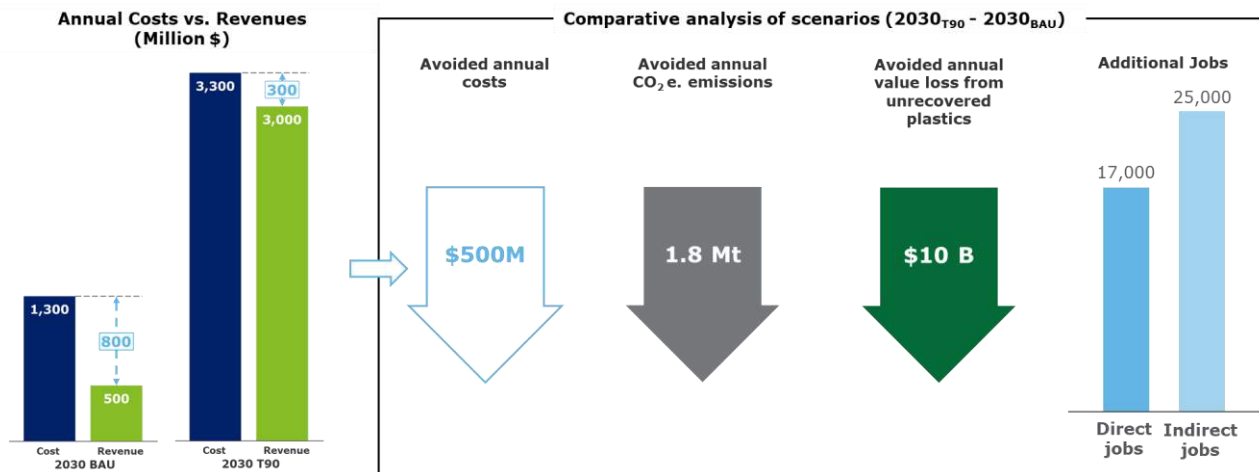 Annual Costs vs. Revenues
(Million $)
3,300
300
3,000
1,300
800
500
Cost
Revenue
2030 BAU
Cost
Revenue
2030 T90
Comparative analysis of scenarios (2030T90 - 2030BAU)
Avoided annual
costs
$500M
Avoided annual
CO2 e. emissions
1.8 Mt
Avoided annual
value loss from
unrecovered
plastics
$10 B
Additional Jobs
25,000
17,000
Direct
jobs
Indirect
jobs